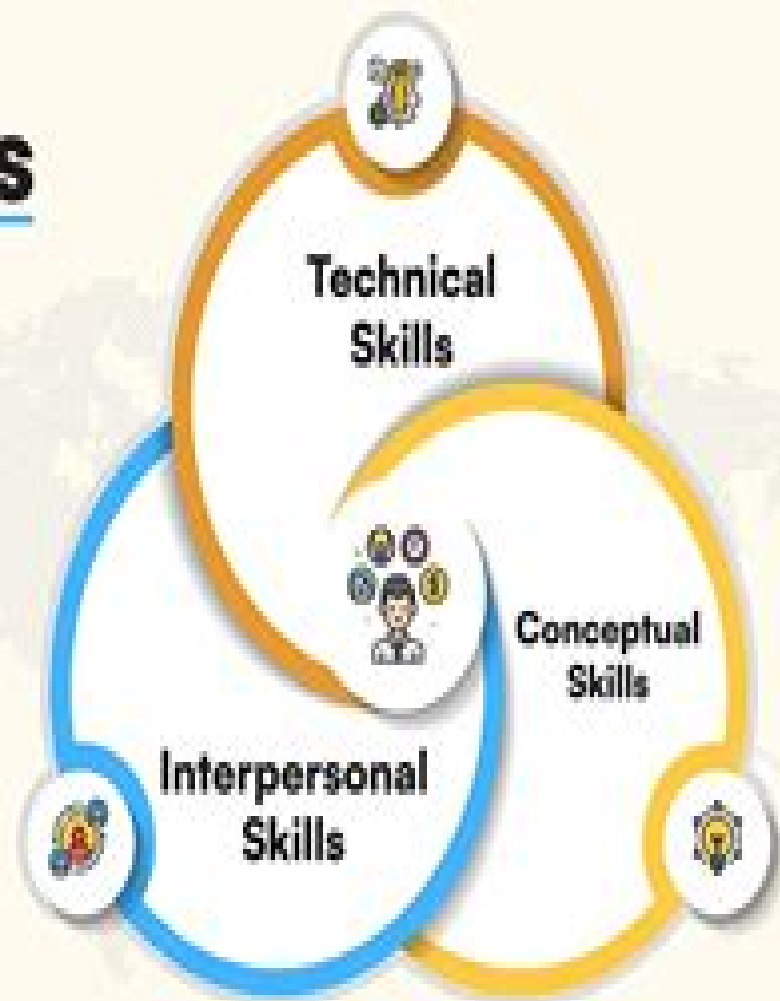 s
Technical
Skills
Conceptual
Skills
Interpersonal
Skills